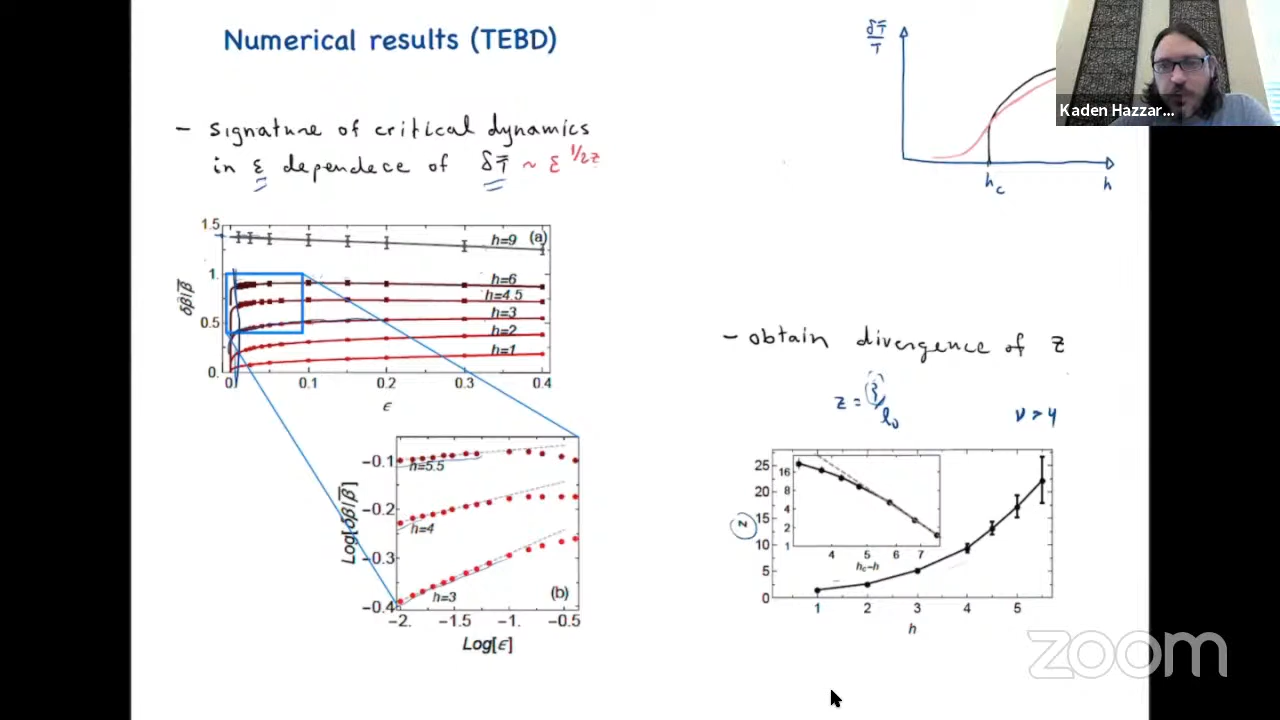 Numerical results (TEBD)
- signature of critical dynamics
in ε dependece of δT̄ ~ ε^1/2z
1.5
1.
0.5
0.
δβ/β̄
h=9
(a)
h=6
h=4.5
h=3
h=2
h=1
0.
0.1
0.2
0.3
0.4
ϵ
-0.1
-0.2
-0.3
-0.4
Log[δβ/β̄]
h=5.5
h=4
h=3
(b)
-2.
-1.5
-1.
-0.5
Log[ϵ]
δT̄
T
h_c
h
Kaden Hazzar...
- obtain divergence of z
z = ξ/l₀
ν > 4
25
20
15
10
5
0
z
16
8
4
2
1
4
5
6
7
h_c-h
1
2
3
4
5
h
zoom